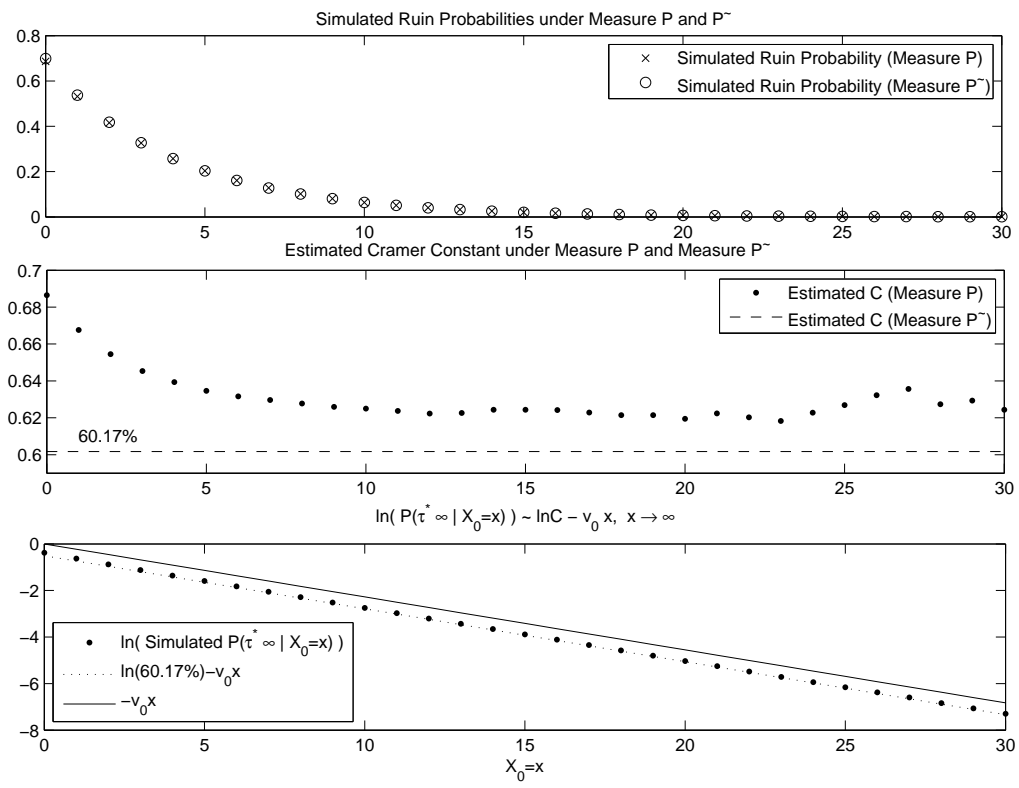 Simulated Ruin Probabilities under Measure P and P~
0.8
0.6
0.4
0.2
0
Simulated Ruin Probability (Measure P)
Simulated Ruin Probability (Measure P~)
0 5 10 15 20 25 30
Estimated Cramer Constant under Measure P and Measure P~
0.7
0.68
0.66
0.64
0.62
0.6
Estimated C (Measure P)
Estimated C (Measure P~)
60.17%
0 5 10 15 20 25 30
ln( P(τ* ∞ | X₀=x) ) ~ lnC − v₀ x, x → ∞
0
−2
−4
−6
−8
ln( Simulated P(τ* ∞ | X₀=x) )
ln(60.17%)−v₀x
−v₀x
0 5 10 15 20 25 30
X₀=x